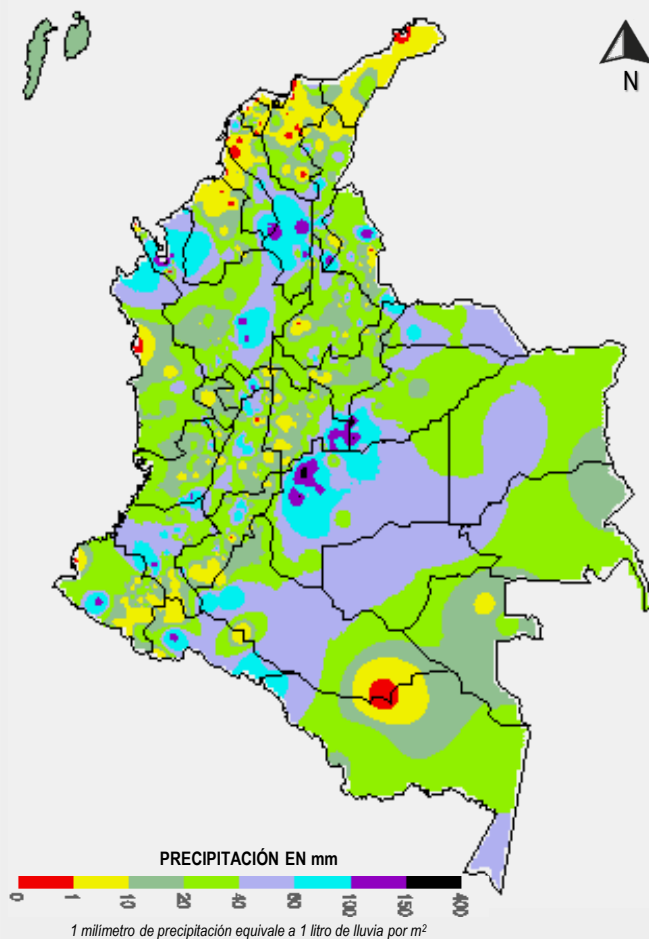 N
PRECIPITACIÓN EN mm
0 1 10 20 40 60 100 150 400
1 milímetro de precipitación equivale a 1 litro de lluvia por m²